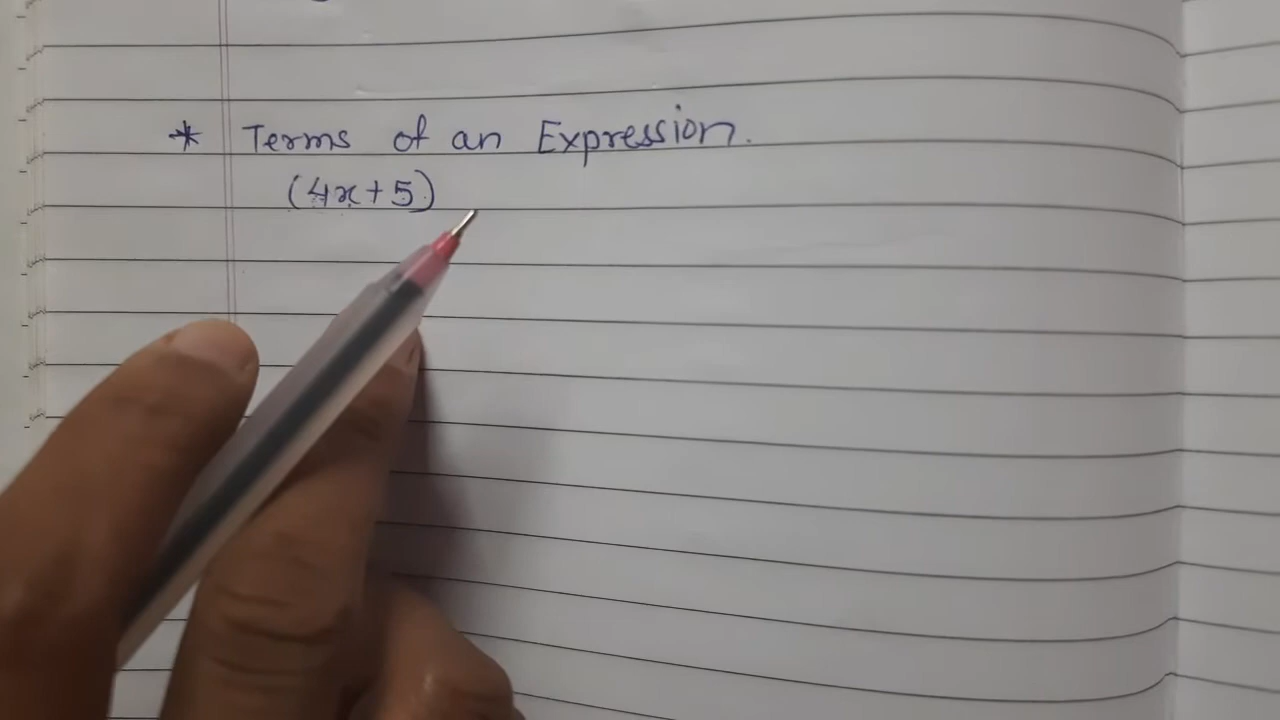 * Terms of an Expression.
(4x+5)